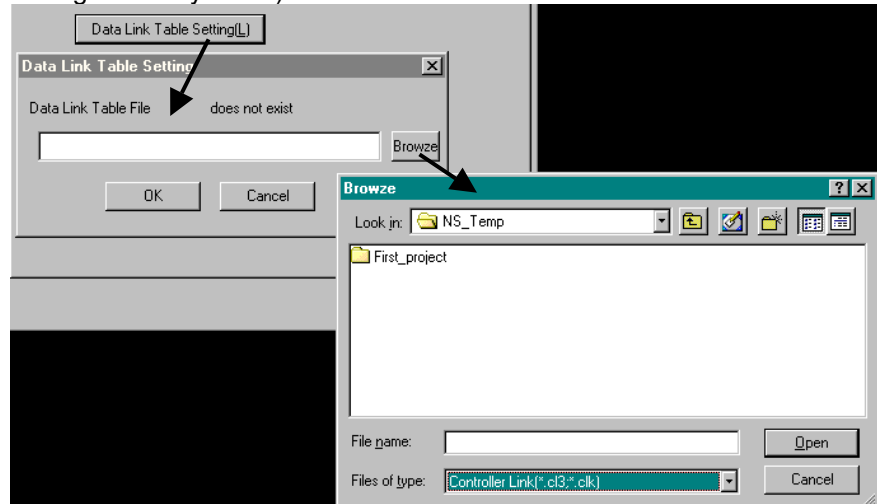 Data Link Table Setting(L)
Data Link Table Setting
Data Link Table File does not exist
Browze
OK Cancel
Browze
Look in: NS_Temp
First_project
File name: Open
Files of type: Controller Link(*.cl3;*.clk) Cancel